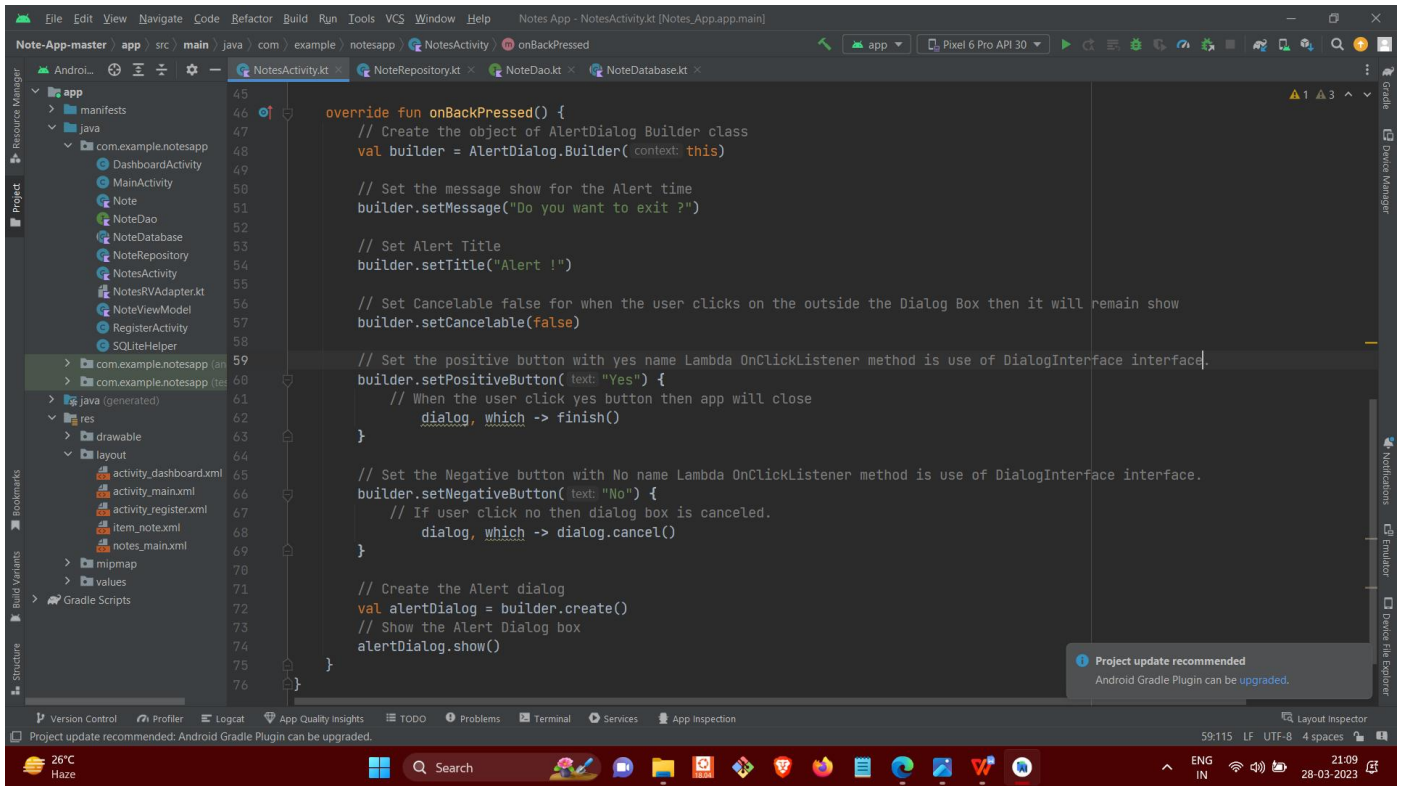 File Edit View Navigate Code Refactor Build Run Tools VCS Window Help Notes App - NotesActivity.kt [Notes_App.app.main]
Note-App-master app src main java com example notesapp NotesActivity onBackPressed app Pixel 6 Pro API 30
Androi... NotesActivity.kt NoteRepository.kt NoteDao.kt NoteDatabase.kt
Resource Manager
Project
Bookmarks
Build Variants
Structure
app
manifests
java
com.example.notesapp
DashboardActivity
MainActivity
Note
NoteDao
NoteDatabase
NoteRepository
NotesActivity
NotesRVAdapter.kt
NoteViewModel
RegisterActivity
SQLiteHelper
com.example.notesapp (an
com.example.notesapp (tes
java (generated)
res
drawable
layout
activity_dashboard.xml
activity_main.xml
activity_register.xml
item_note.xml
notes_main.xml
mipmap
values
Gradle Scripts
1 3
45
46 override fun onBackPressed() {
47 // Create the object of AlertDialog Builder class
48 val builder = AlertDialog.Builder( context: this)
49
50 // Set the message show for the Alert time
51 builder.setMessage("Do you want to exit ?")
52
53 // Set Alert Title
54 builder.setTitle("Alert !")
55
56 // Set Cancelable false for when the user clicks on the outside the Dialog Box then it will remain show
57 builder.setCancelable(false)
58
59 // Set the positive button with yes name Lambda OnClickListener method is use of DialogInterface interface.
60 builder.setPositiveButton( text: "Yes") {
61 // When the user click yes button then app will close
62 dialog, which -> finish()
63 }
64
65 // Set the Negative button with No name Lambda OnClickListener method is use of DialogInterface interface.
66 builder.setNegativeButton( text: "No") {
67 // If user click no then dialog box is canceled.
68 dialog, which -> dialog.cancel()
69 }
70
71 // Create the Alert dialog
72 val alertDialog = builder.create()
73 // Show the Alert Dialog box
74 alertDialog.show()
75 }
76 }
Gradle
Device Manager
Notifications
Emulator
Device File Explorer
Project update recommended
Android Gradle Plugin can be upgraded.
Version Control Profiler Logcat App Quality Insights TODO Problems Terminal Services App Inspection Layout Inspector
Project update recommended: Android Gradle Plugin can be upgraded. 59:115 LF UTF-8 4 spaces
26°C
Haze
Search
18.04
ENG
IN
21:09
28-03-2023